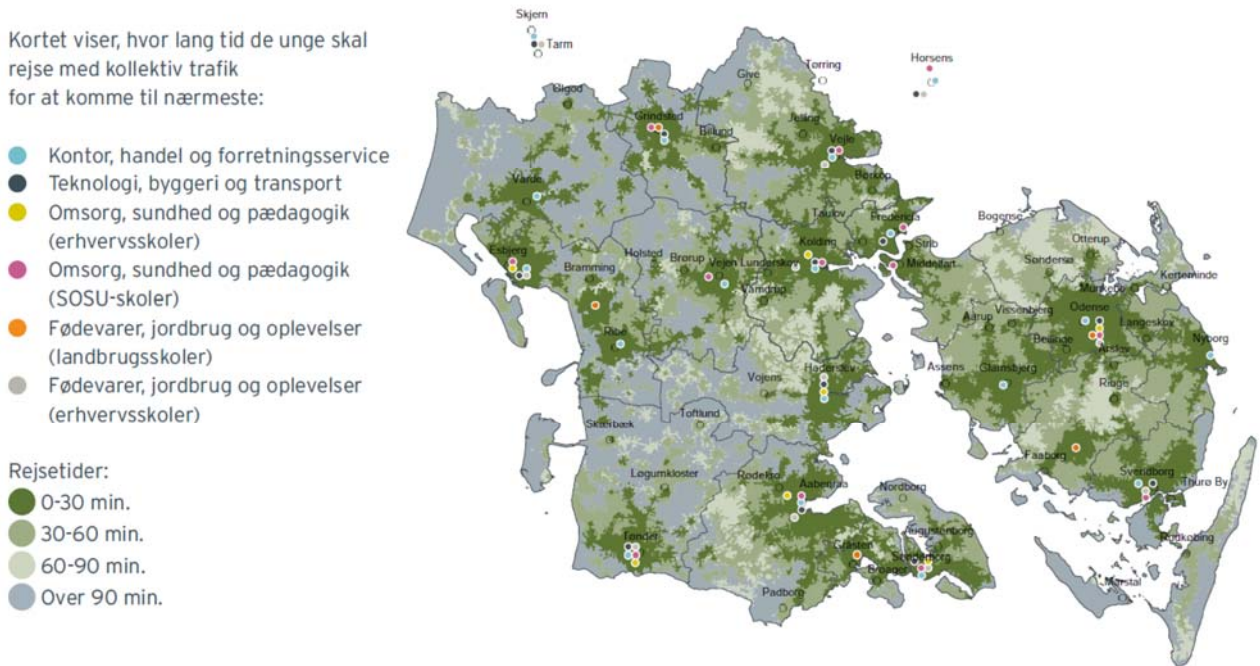 Kortet viser, hvor lang tid de unge skal
rejse med kollektiv trafik
for at komme til nærmeste:
Kontor, handel og forretningsservice
Teknologi, byggeri og transport
Omsorg, sundhed og pædagogik
(erhvervsskoler)
Omsorg, sundhed og pædagogik
(SOSU-skoler)
Fødevarer, jordbrug og oplevelser
(landbrugsskoler)
Fødevarer, jordbrug og oplevelser
(erhvervsskoler)
Rejsetider:
0-30 min.
30-60 min.
60-90 min.
Over 90 min.
Skjern
Tarm
Tørring
Horsens
Give
Ølgod
Grindsted
Billund
Jelling
Vejle
Børkop
Varde
Taulov
Fredericia
Strib
Middelfart
Bogense
Otterup
Søndersø
Esbjerg
Bramming
Holsted
Brørup
Vejen
Lunderskov
Kolding
Vamdrup
Munkebo
Kerteminde
Odense
Vissenbjerg
Aarup
Langeskov
Nyborg
Bellinge
Årslev
Ribe
Haderslev
Vojens
Assens
Glamsbjerg
Ringe
Skærbæk
Toftlund
Faaborg
Svendborg
Thurø By
Løgumkloster
Rødekro
Aabenraa
Nordborg
Augustenborg
Rudkøbing
Tønder
Gråsten
Broager
Sønderborg
Padborg
Marstal